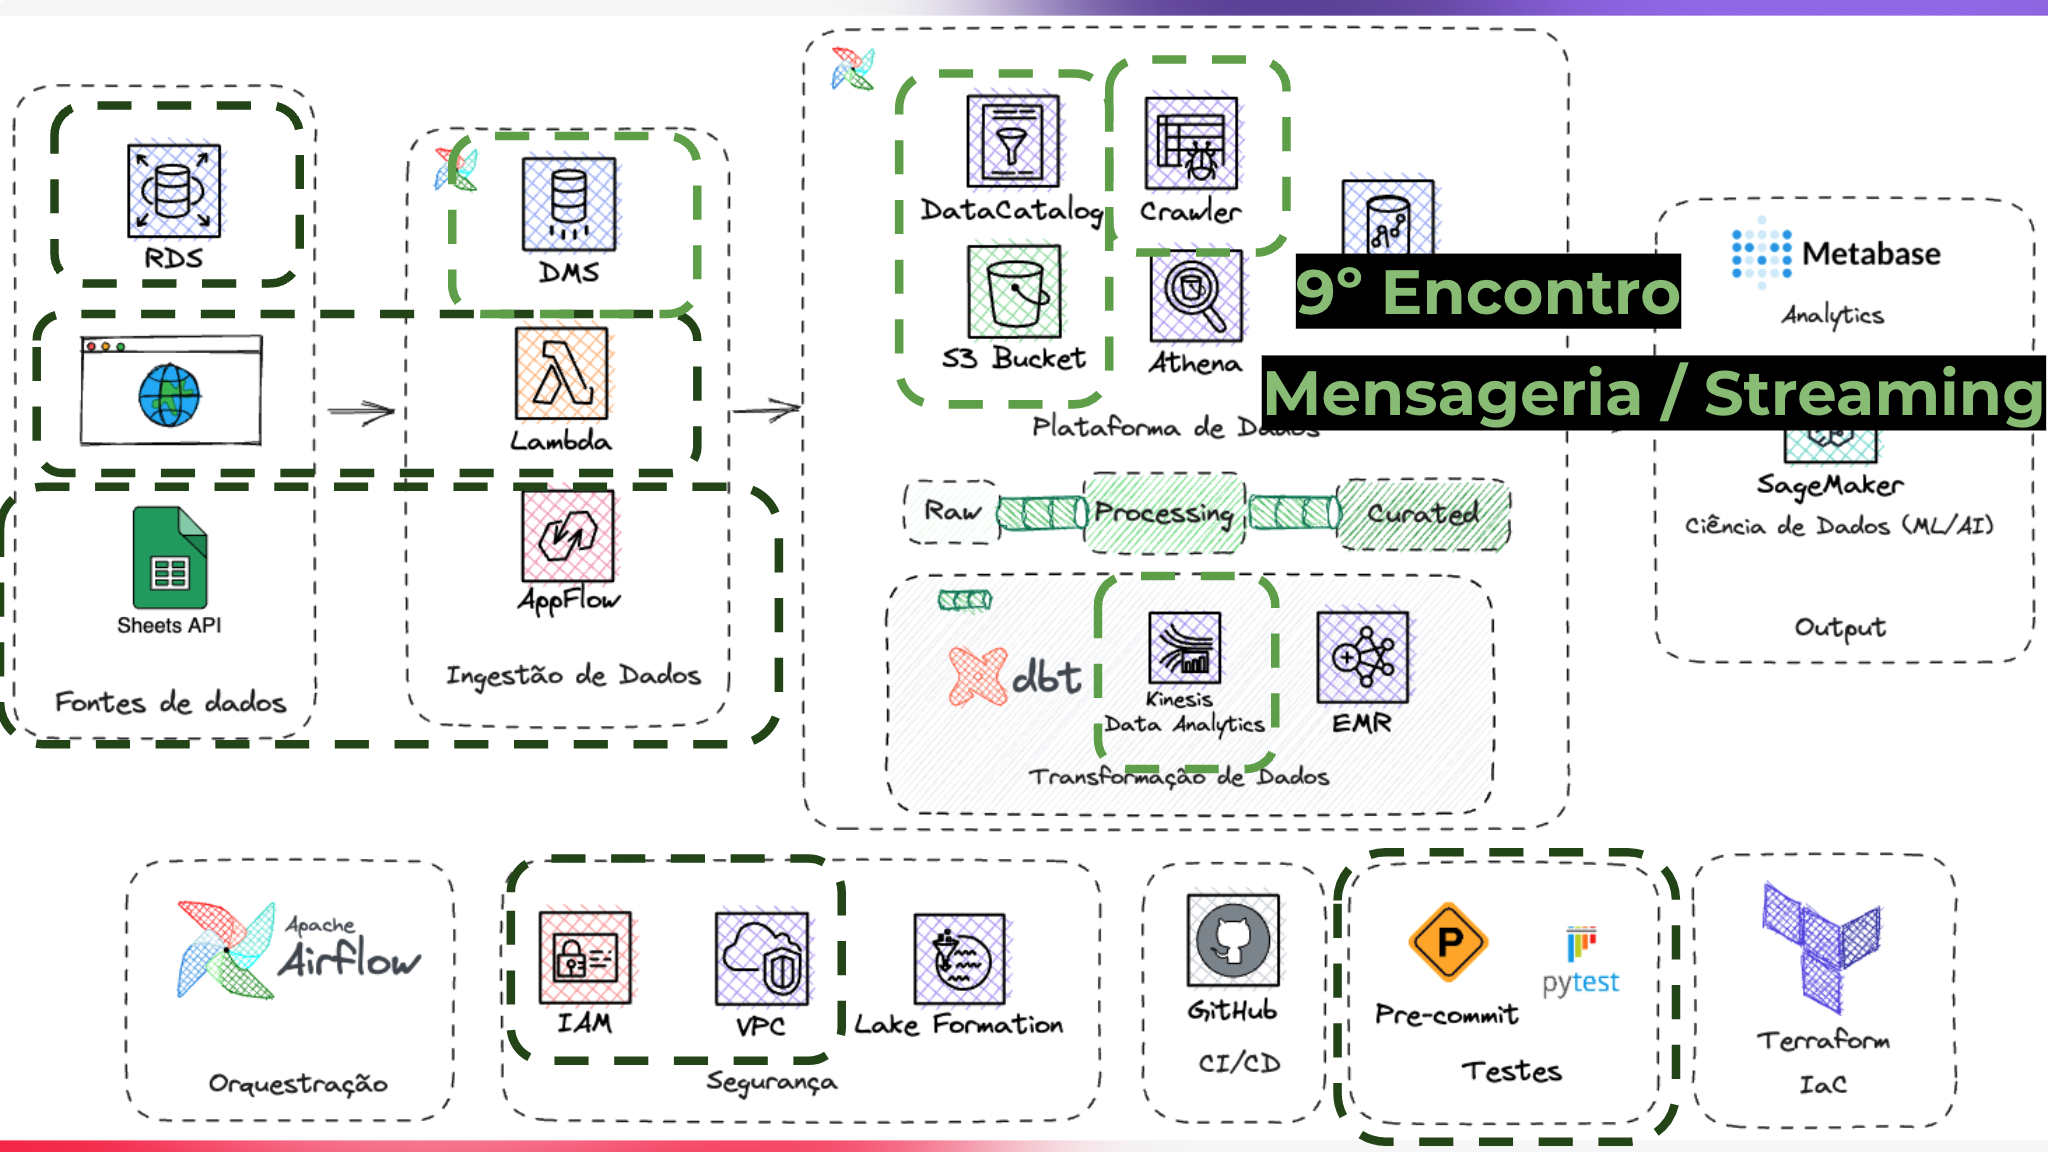 RDS
Sheets API
Fontes de dados
DMS
Lambda
AppFlow
Ingestão de Dados
DataCatalog
Crawler
S3 Bucket
Athena
Plataforma de Dados
9º Encontro
Mensageria / Streaming
Raw
Processing
Curated
dbt
Kinesis
Data Analytics
EMR
Transformação de Dados
Metabase
Analytics
SageMaker
Ciência de Dados (ML/AI)
Output
Apache
Airflow
Orquestração
IAM
VPC
Lake Formation
Segurança
GitHub
CI/CD
P
Pre-commit
pytest
Testes
Terraform
IaC